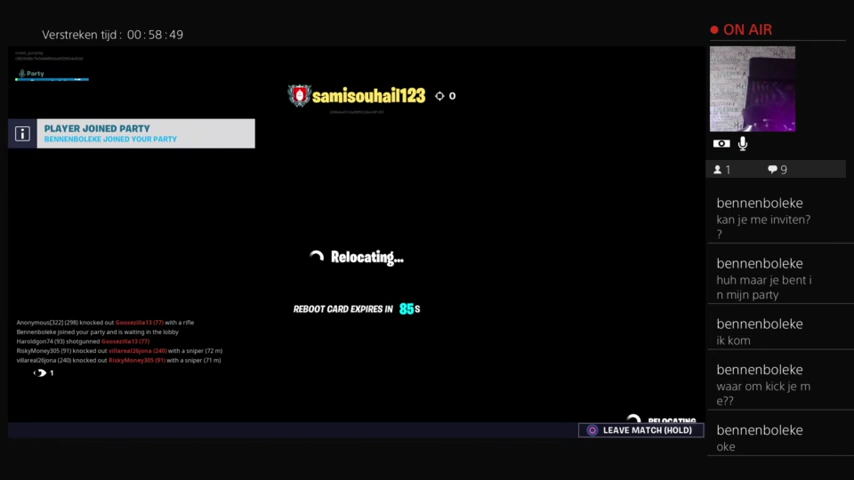 Verstreken tijd: 00:58:49
ON AIR
Party
samisouhail123 0
PLAYER JOINED PARTY
BENNENBOLEKE JOINED YOUR PARTY
1 9
bennenboleke
kan je me inviten?
?
bennenboleke
huh maar je bent i
n mijn party
Relocating...
REBOOT CARD EXPIRES IN 85S
bennenboleke
ik kom
Anonymous[322] (298) knocked out Goosezilla13 (77) with a rifle
Bennenboleke joined your party and is waiting in the lobby
Haroldgon74 (93) shotgunned Goosezilla13 (77)
RiskyMoney305 (91) knocked out villareal26jona (240) with a sniper (72 m)
villareal26jona (240) knocked out RiskyMoney305 (91) with a sniper (71 m)
1
bennenboleke
waar om kick je m
e??
RELOCATING
LEAVE MATCH (HOLD)
bennenboleke
oke